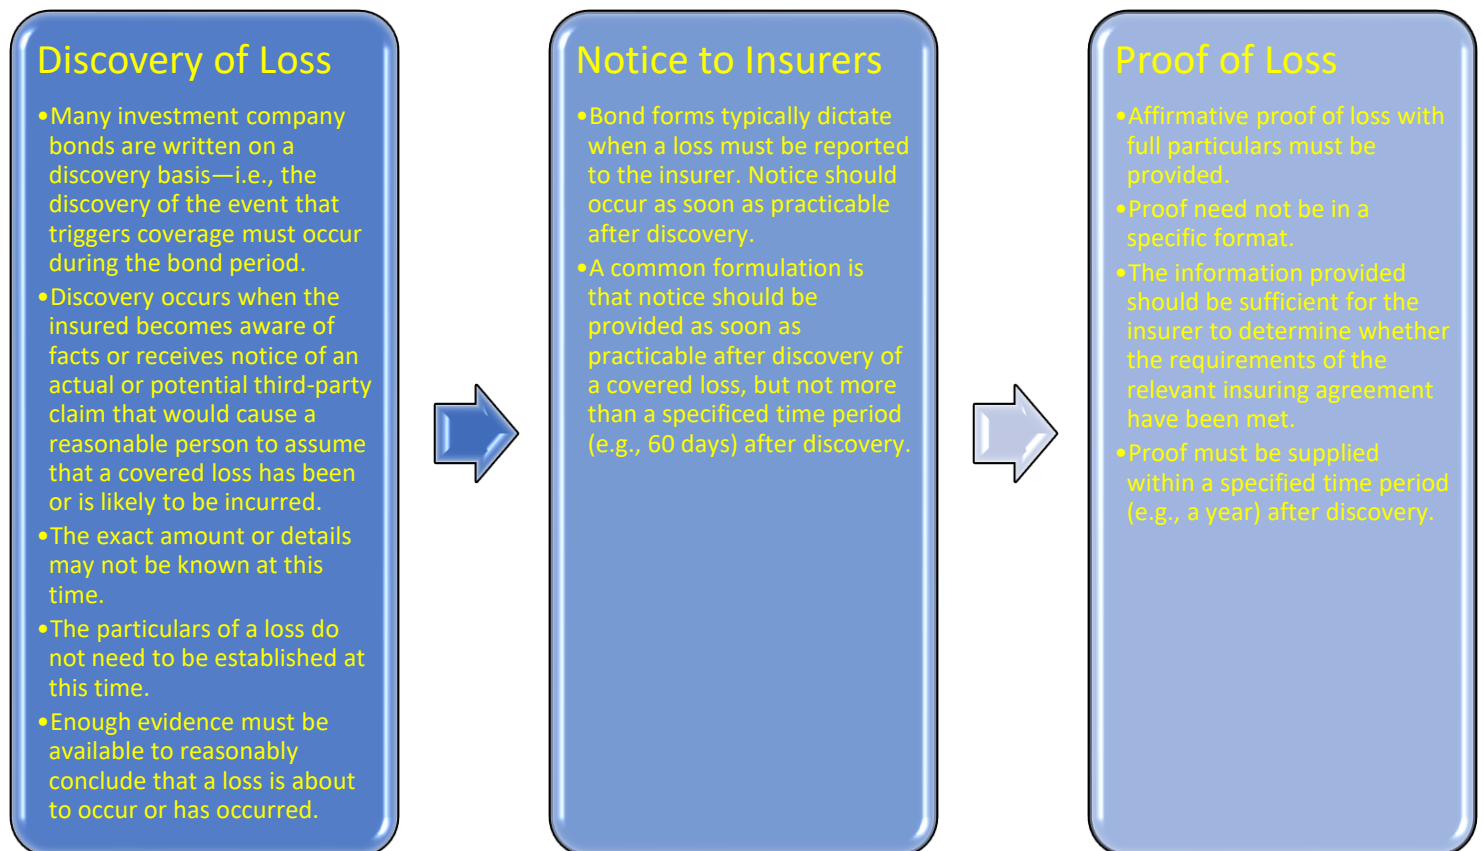 Discovery of Loss
•Many investment company
bonds are written on a
discovery basis—i.e., the
discovery of the event that
triggers coverage must occur
during the bond period.
•Discovery occurs when the
insured becomes aware of
facts or receives notice of an
actual or potential third-party
claim that would cause a
reasonable person to assume
that a covered loss has been
or is likely to be incurred.
•The exact amount or details
may not be known at this
time.
•The particulars of a loss do
not need to be established at
this time.
•Enough evidence must be
available to reasonably
conclude that a loss is about
to occur or has occurred.
Notice to Insurers
•Bond forms typically dictate
when a loss must be reported
to the insurer. Notice should
occur as soon as practicable
after discovery.
•A common formulation is
that notice should be
provided as soon as
practicable after discovery of
a covered loss, but not more
than a specificed time period
(e.g., 60 days) after discovery.
Proof of Loss
•Affirmative proof of loss with
full particulars must be
provided.
•Proof need not be in a
specific format.
•The information provided
should be sufficient for the
insurer to determine whether
the requirements of the
relevant insuring agreement
have been met.
•Proof must be supplied
within a specified time period
(e.g., a year) after discovery.